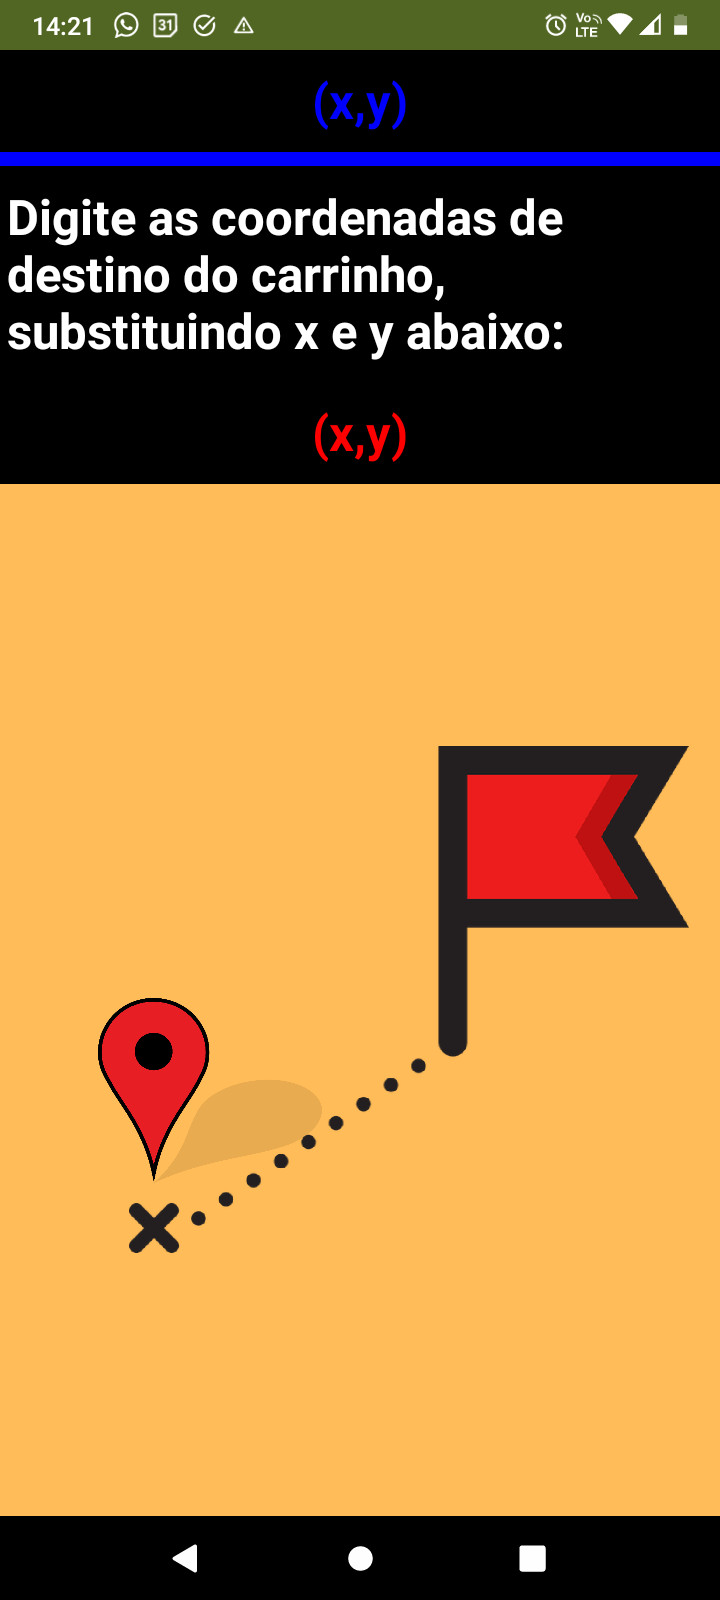 14:21
31
Vo
LTE
(x,y)
Digite as coordenadas de
destino do carrinho,
substituindo x e y abaixo:
(x,y)